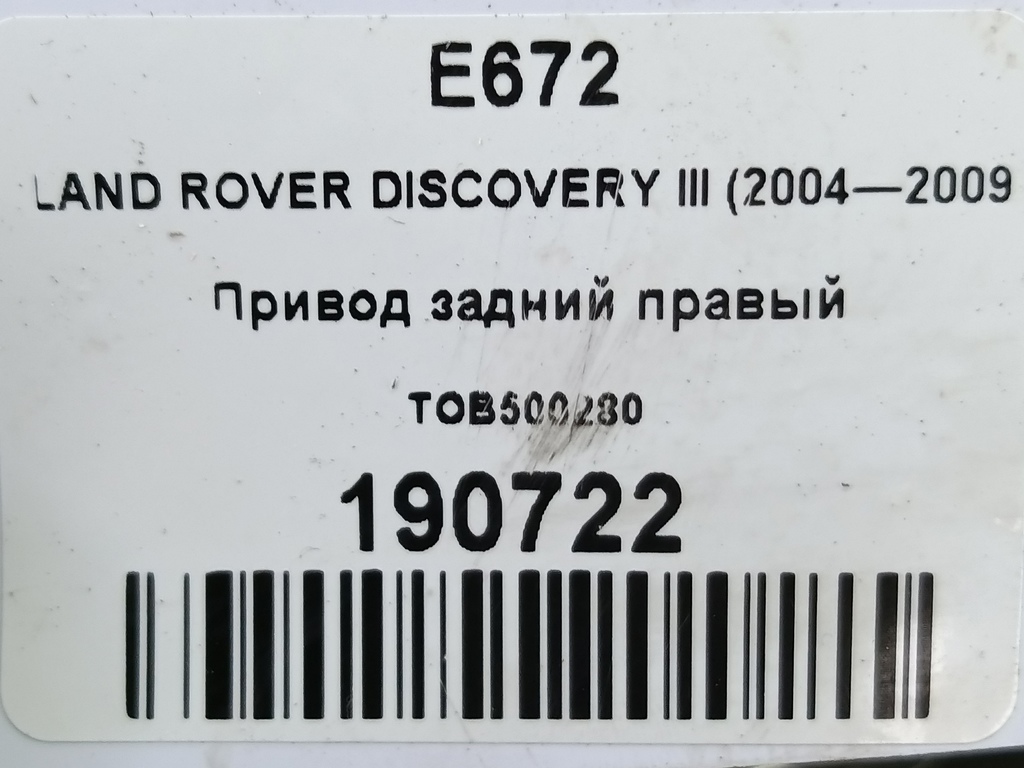 E672
LAND ROVER DISCOVERY III (2004—2009
Привод задний правый
TOB500280
190722